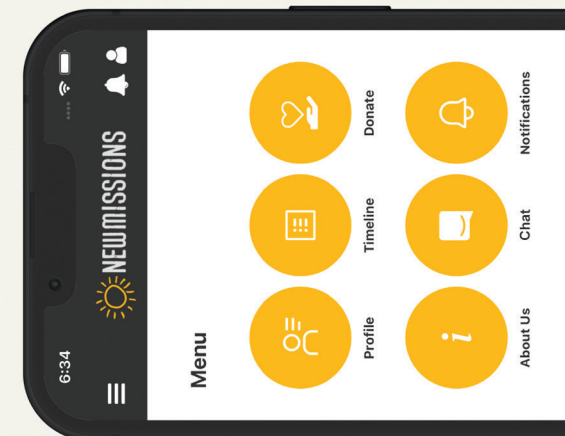 6:34
NEWMISSIONS
Menu
Profile
Timeline
Donate
About Us
Chat
Notifications